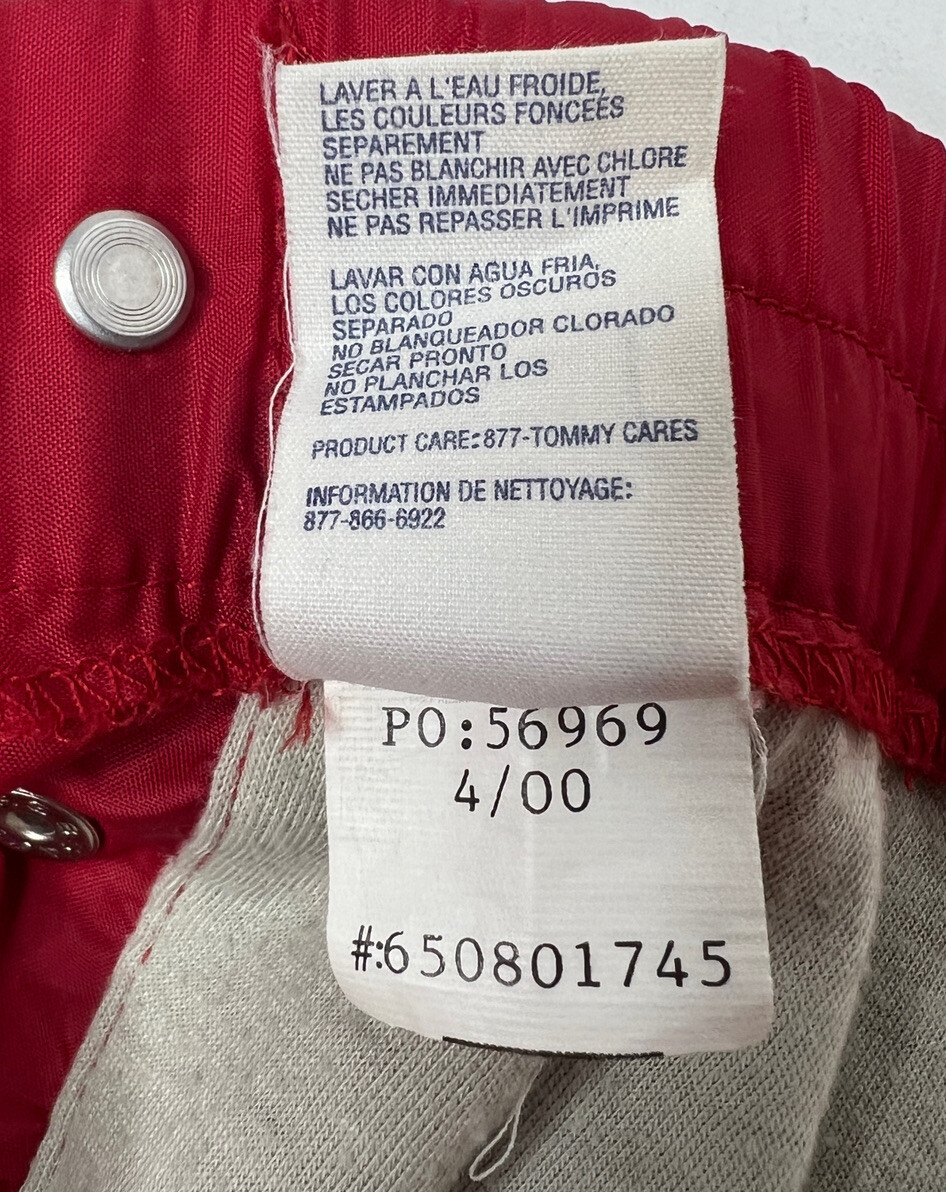 LAVER A L'EAU FROIDE,
LES COULEURS FONCEÉS
SEPAREMENT
NE PAS BLANCHIR AVEC CHLORE
SECHER IMMEDIATEMENT
NE PAS REPASSER L'IMPRIME
LAVAR CON AGUA FRIA,
LOS COLORES OSCUROS
SEPARADO
NO BLANQUEADOR CLORADO
SECAR PRONTO
NO PLANCHAR LOS
ESTAMPADOS
PRODUCT CARE:877-TOMMY CARES
INFORMATION DE NETTOYAGE:
877-866-6922
PO:56969
4/00
#:650801745